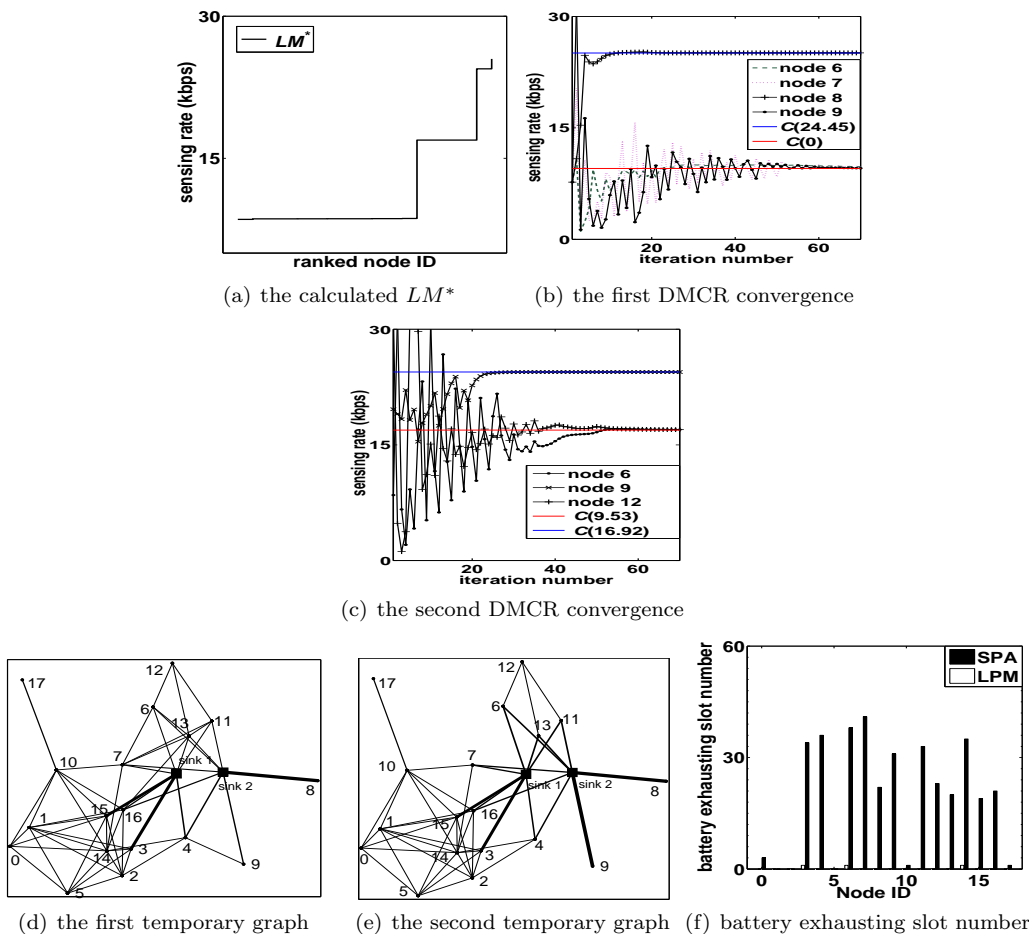 30
15
sensing rate (kbps)
LM*
ranked node ID
(a) the calculated LM*
30
15
0
sensing rate (kbps)
node 6
node 7
node 8
node 9
C(24.45)
C(0)
20
40
60
iteration number
(b) the first DMCR convergence
30
15
0
sensing rate (kbps)
node 6
node 9
node 12
C(9.53)
C(16.92)
20
40
60
iteration number
(c) the second DMCR convergence
12
17
6
13
11
7
sink 1
10
sink 2
8
15
16
1
0
14
3
4
2
9
5
(d) the first temporary graph
12
17
6
13
11
7
10
sink 1
sink 2
8
16
15
1
0
14
3
4
2
9
5
(e) the second temporary graph
60
30
0
battery exhausting slot number
SPA
LPM
0
5
10
15
Node ID
(f) battery exhausting slot number